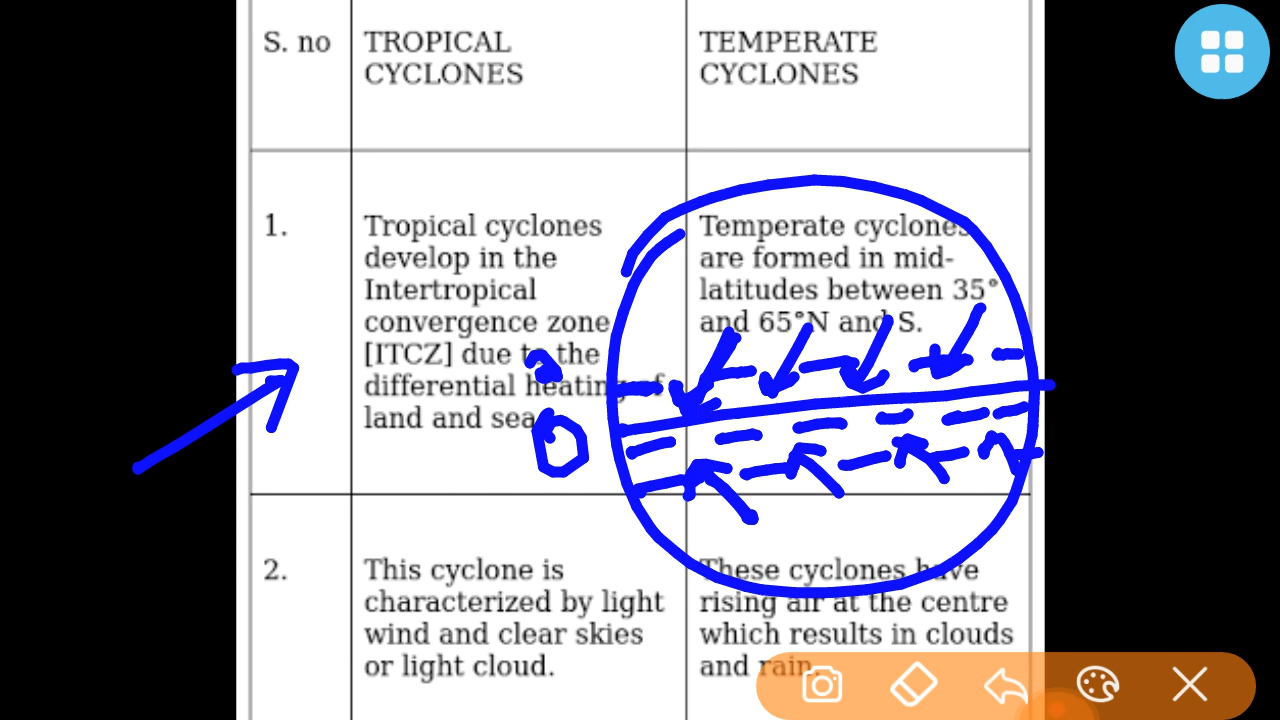 S. no
TROPICAL
CYCLONES
TEMPERATE
CYCLONES
1.
Tropical cyclones
develop in the
Intertropical
convergence zone
[ITCZ] due to the
differential heating of
land and sea
Temperate cyclones
are formed in mid-
latitudes between 35°
and 65°N and S.
2.
This cyclone is
characterized by light
wind and clear skies
or light cloud.
These cyclones have
rising air at the centre
which results in clouds
and rain.
0